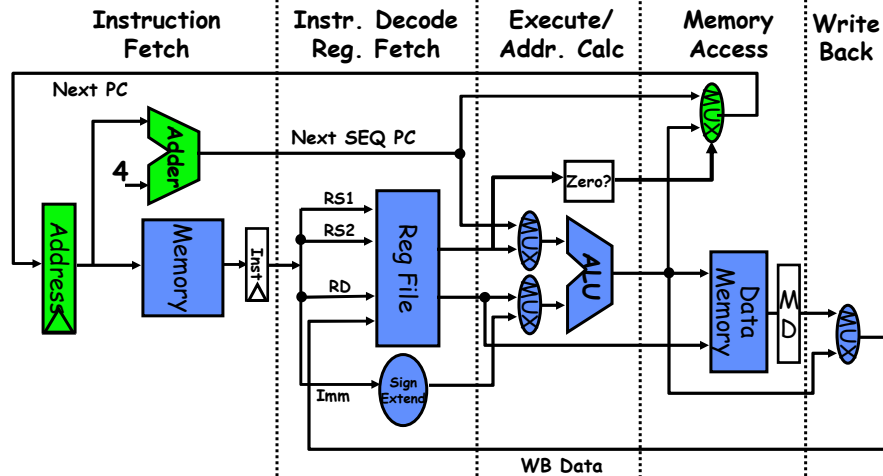 Instruction
Fetch
Instr. Decode
Reg. Fetch
Execute/
Addr. Calc
Memory
Access
Write
Back
Next PC
Adder
4
Next SEQ PC
MUX
Zero?
Address
Memory
Inst
RS1
RS2
RD
Reg File
MUX
MUX
ALU
Data
Memory
M
D
MUX
Imm
Sign
Extend
WB Data